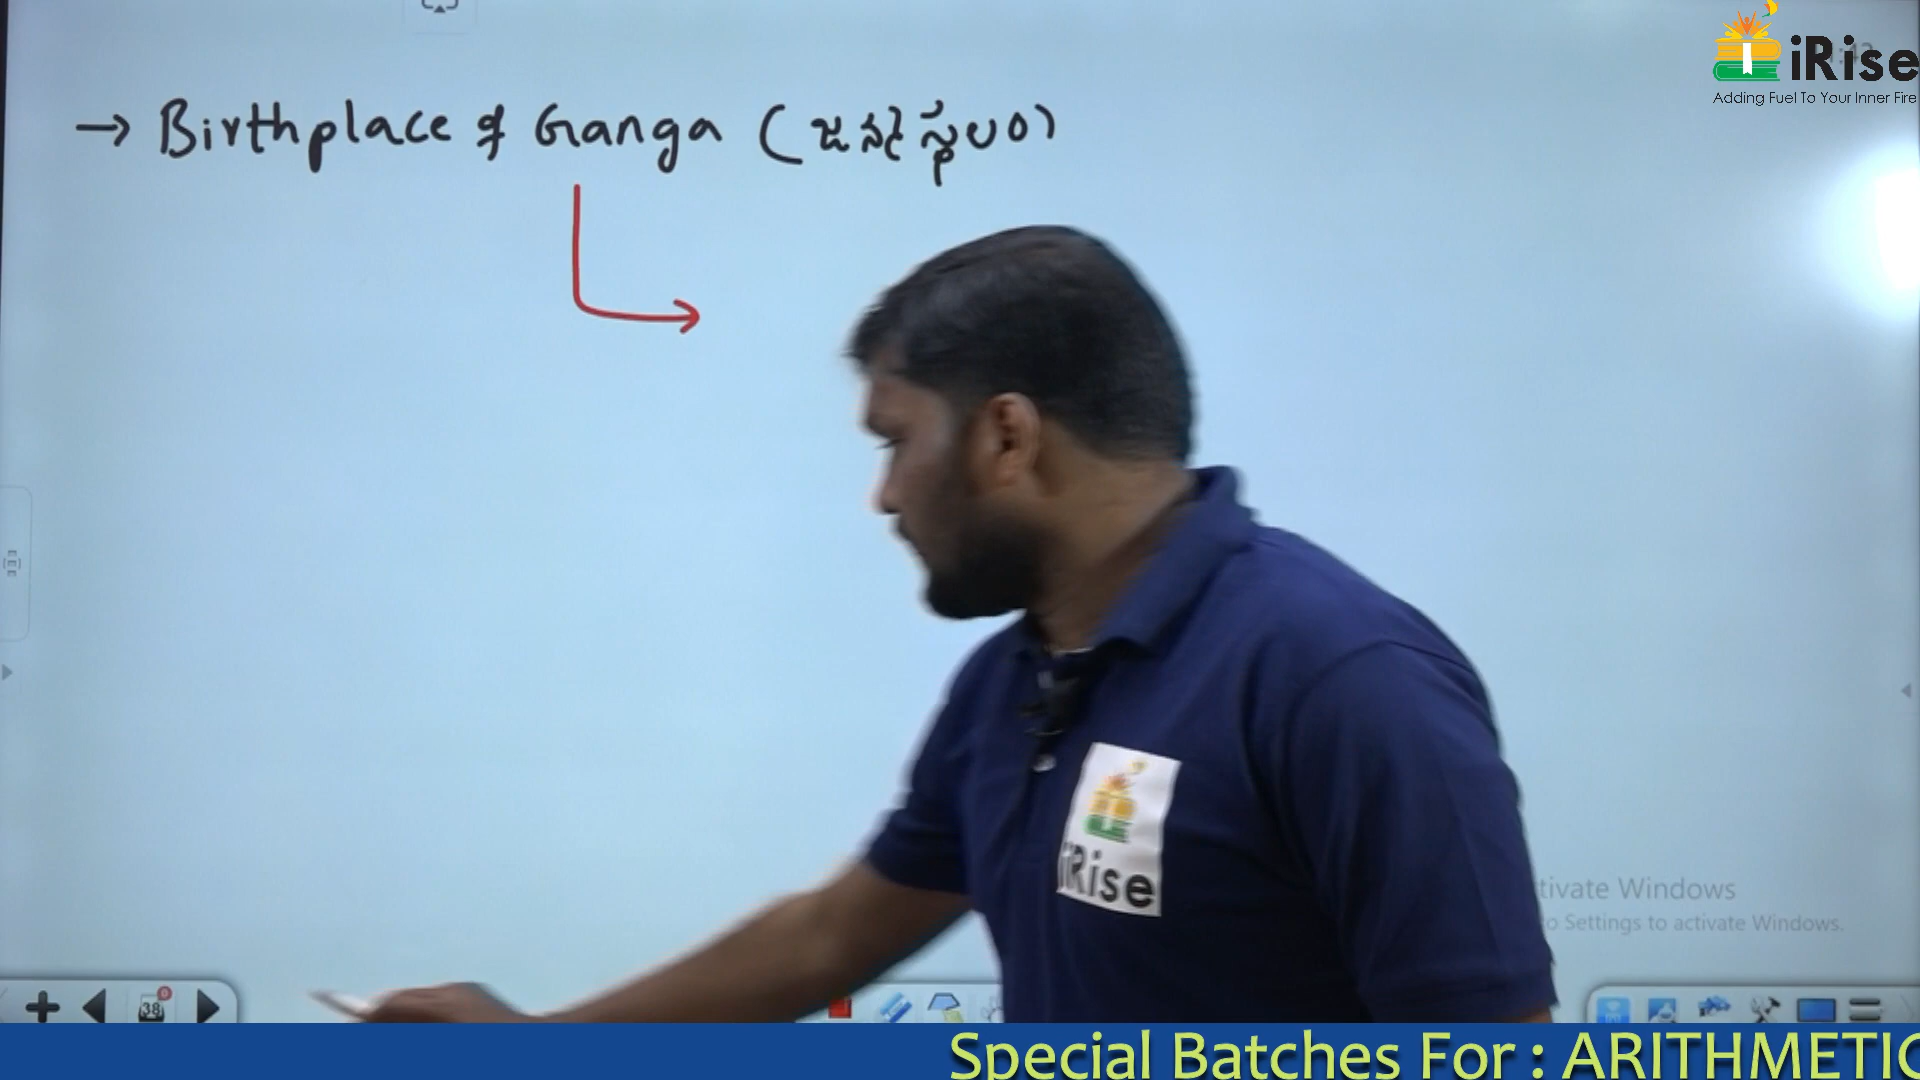 iRise
Adding Fuel To Your Inner Fire
→ Birthplace of Ganga (జన్మస్థలం)
iRise
tivate Windows
o Settings to activate Windows.
38
Special Batches For : ARITHMETIC